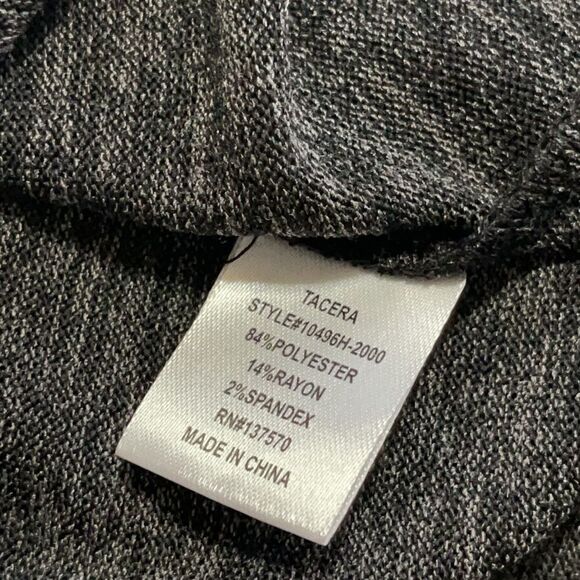 TACERA
STYLE#10496H-2000
84%POLYESTER
14%RAYON
2%SPANDEX
RN#137570
MADE IN CHINA